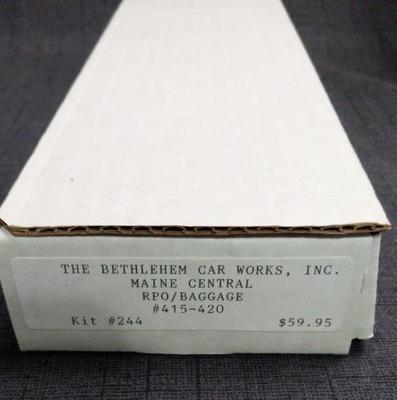 THE BETHLEHEM CAR WORKS, INC.
MAINE CENTRAL
RPO/BAGGAGE
#415-420
Kit #244 $59.95